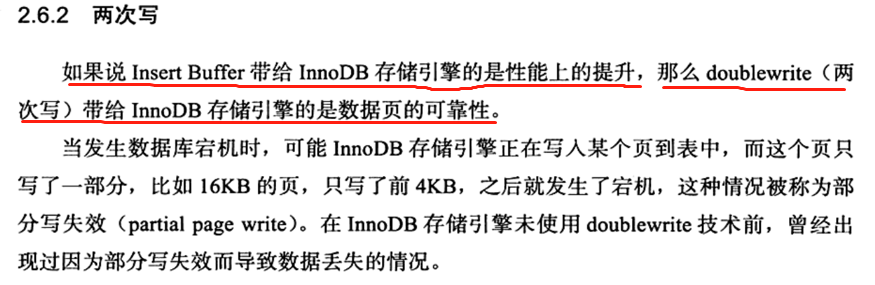 2.6.2 两次写
如果说 Insert Buffer 带给 InnoDB 存储引擎的是性能上的提升，那么 doublewrite（两
次写）带给 InnoDB 存储引擎的是数据页的可靠性。
当发生数据库宕机时，可能 InnoDB 存储引擎正在写入某个页到表中，而这个页只
写了一部分，比如 16KB 的页，只写了前 4KB，之后就发生了宕机，这种情况被称为部
分写失效（partial page write）。在 InnoDB 存储引擎未使用 doublewrite 技术前，曾经出
现过因为部分写失效而导致数据丢失的情况。